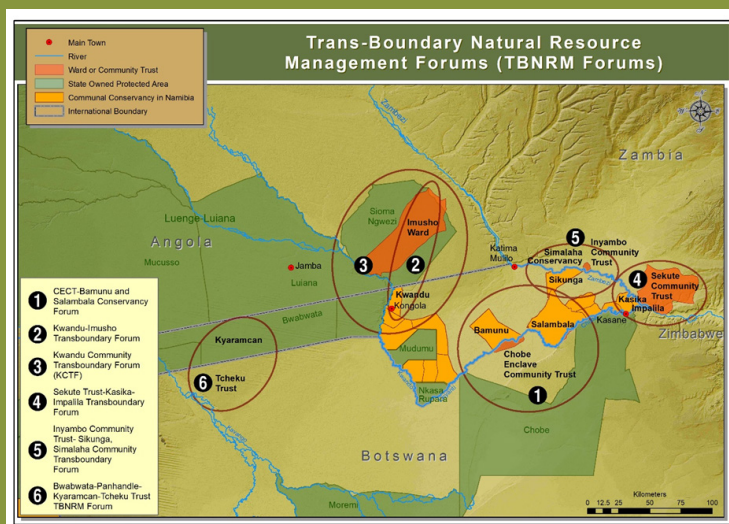 Trans-Boundary Natural Resource
Management Forums (TBNRM Forums)
Main Town
River
Ward or Community Trust
State Owned Protected Area
Communal Conservancy in Namibia
International Boundary
Zambezi
Zambia
Sioma
Ngwezi
Imusho
Ward
Luenge-Luiana
Angola
Mucusso
Jamba
Luiana
3
2
Katima
Mulilo
5
Inyambo
Community
Trust
Simalaha
Conservancy
Sikunga
Zambezi
4
Sekute
Community
Trust
Kasika
Impalila
Kasane
Zimbabwe
Kwandu
Kongola
Bwabwata
Kyaramcan
6
Tcheku
Trust
Mudumu
Nkasa
Rupara
Bamunu
Salambala
Chobe
Enclave
Community Trust
1
Chobe
Botswana
Moremi
1 CECT-Bamunu and
Salambala Conservancy
Forum
2 Kwandu-Imusho
Transboundary Forum
3 Kwandu Community
Transboundary Forum
(KCTF)
4 Sekute Trust-Kasika-
Impalila Transboundary
Forum
5 Inyambo Community
Trust- Sikunga,
Simalaha Community
Transboundary
Forum
6 Bwabwata-Panhandle-
Kyaramcan-Tcheku Trust
TBNRM Forum
Kilometers
0 12.5 25 50 75 100